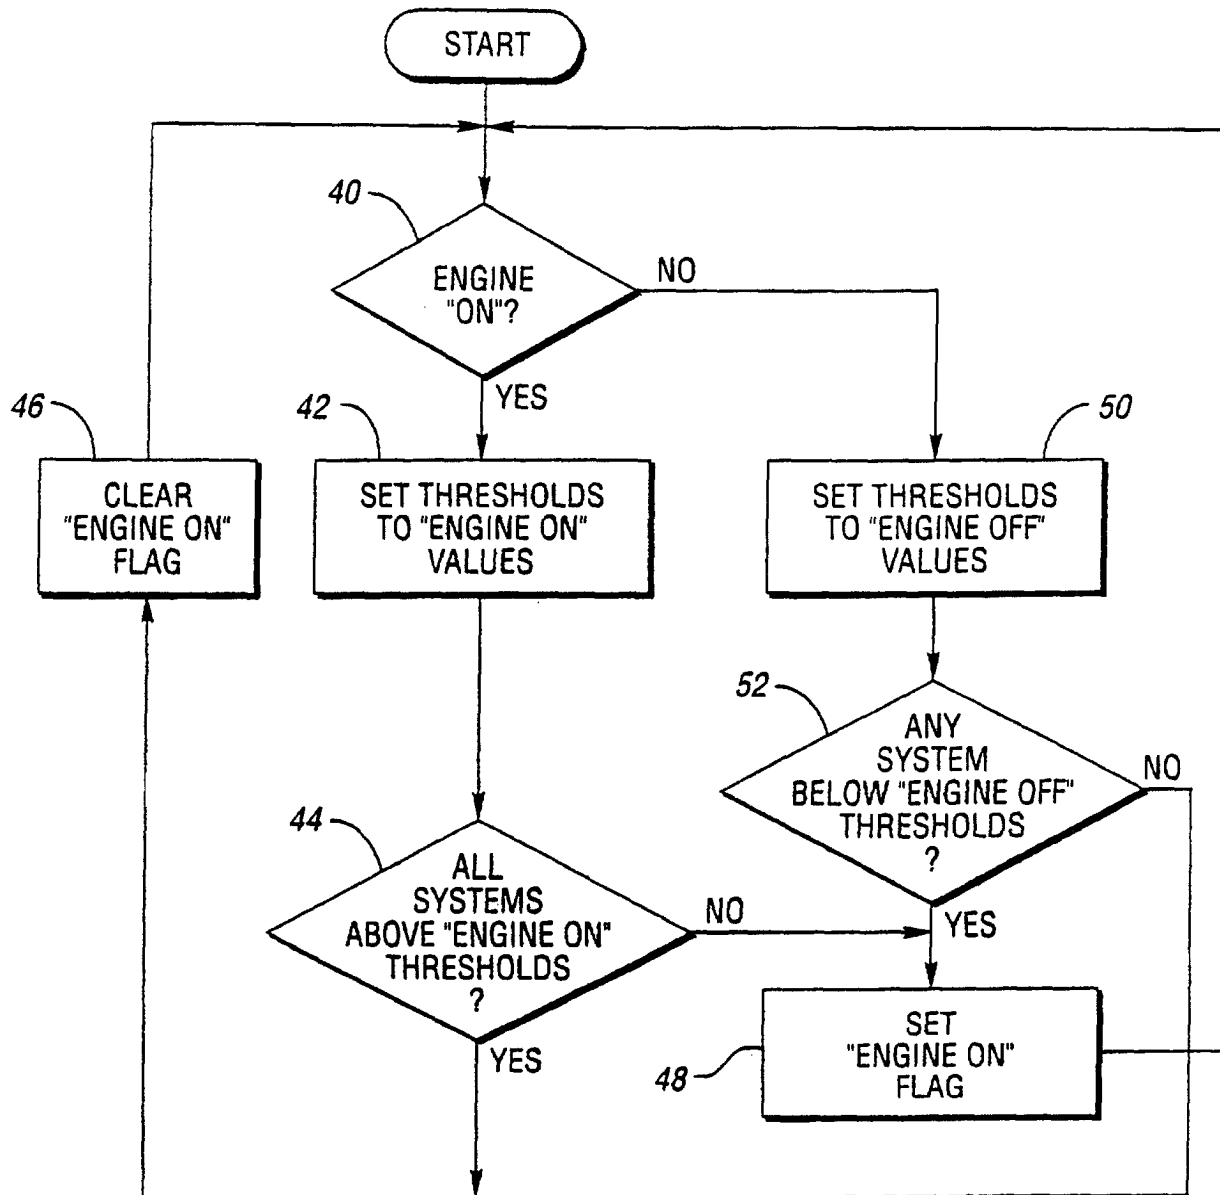 START
40
ENGINE
"ON"?
NO
YES
46
42
50
CLEAR
"ENGINE ON"
FLAG
SET THRESHOLDS
TO "ENGINE ON"
VALUES
SET THRESHOLDS
TO "ENGINE OFF"
VALUES
52
ANY
SYSTEM
BELOW "ENGINE OFF"
THRESHOLDS
?
NO
YES
44
ALL
SYSTEMS
ABOVE "ENGINE ON"
THRESHOLDS
?
NO
YES
48
SET
"ENGINE ON"
FLAG